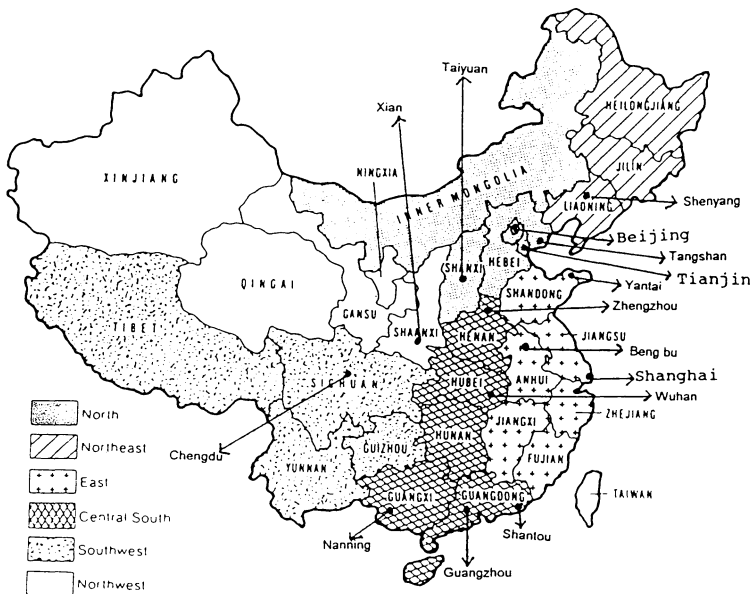 Taiyuan
Xian
HEILONGJIANG
XINJIANG
NINGXIA
JILIN
INNER MONGOLIA
LIAONING
Shenyang
Beijing
Tangshan
HEBEI
SHANXI
Tianjin
QINGAI
Yantai
SHANDONG
Zhengzhou
GANSU
TIBET
SHAANXI
HENAN
JIANGSU
Beng bu
Shanghai
SICHUAN
HUBEI
ANHUI
Wuhan
ZHEJIANG
North
JIANGXI
Northeast
Chengdu
GUIZHOU
HUNAN
FUJIAN
YUNNAN
East
GUANGXI
GUANGDONG
TAIWAN
Central South
Shantou
Nanning
Southwest
Guangzhou
Northwest